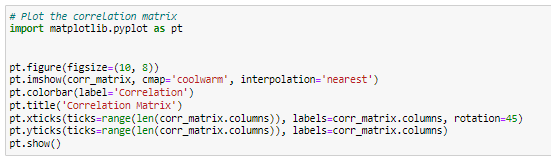 # Plot the correlation matrix
import matplotlib.pyplot as pt
pt.figure(figsize=(10, 8))
pt.imshow(corr_matrix, cmap='coolwarm', interpolation='nearest')
pt.colorbar(label='Correlation')
pt.title('Correlation Matrix')
pt.xticks(ticks=range(len(corr_matrix.columns)), labels=corr_matrix.columns, rotation=45)
pt.yticks(ticks=range(len(corr_matrix.columns)), labels=corr_matrix.columns)
pt.show()